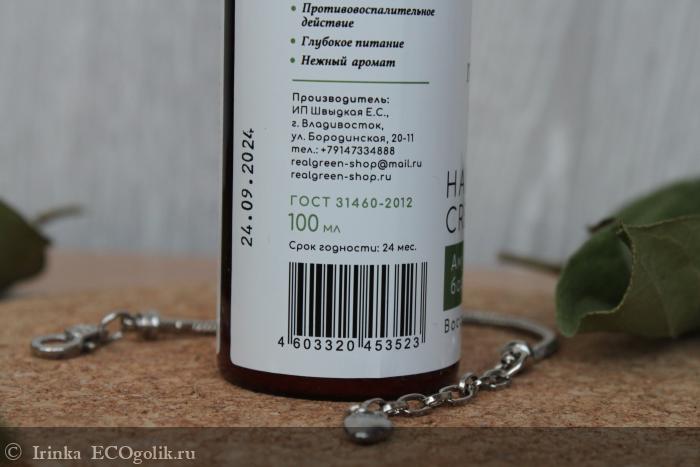 • Противовоспалительное
действие
• Глубокое питание
• Нежный аромат
Производитель:
ИП Швыдкая Е.С.,
г. Владивосток,
ул. Бородинская, 20-11
тел.: +79147334888
realgreen-shop@mail.ru
realgreen-shop.ru
ГОСТ 31460-2012
100 мл
Срок годности: 24 мес.
4 603320 453523
24.09.2024
HA
CR
© Irinka ECOgolik.ru